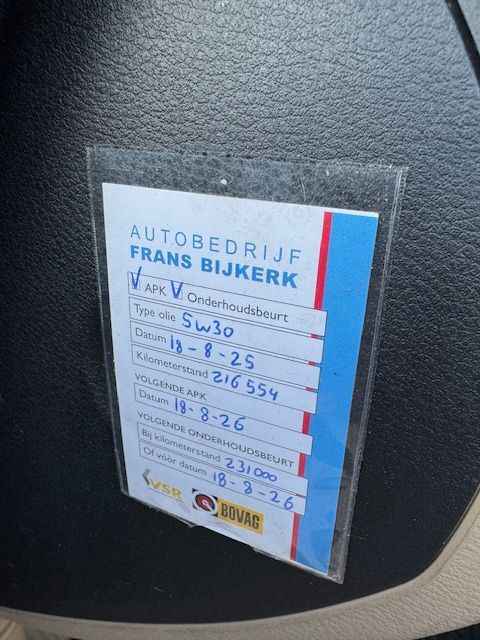 AUTOBEDRIJF
FRANS BIJKERK
V APK V Onderhoudsbeurt
Type olie 5W30
Datum 18-8-25
Kilometerstand 216 554
VOLGENDE APK
Datum 18-8-26
VOLGENDE ONDERHOUDSBEURT
Bij kilometerstand 231000
Of vóór datum 18-8-26
BOVAG